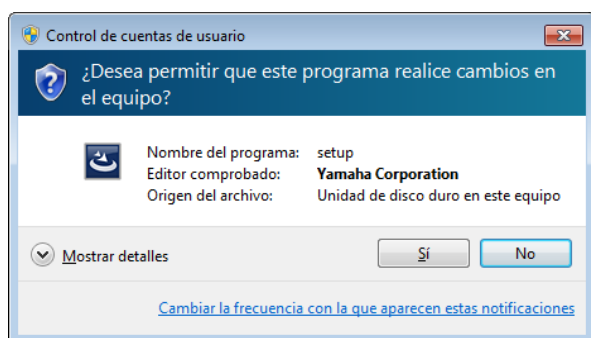 Control de cuentas de usuario
¿Desea permitir que este programa realice cambios en
el equipo?
Nombre del programa: setup
Editor comprobado: Yamaha Corporation
Origen del archivo: Unidad de disco duro en este equipo
Mostrar detalles
Sí
No
Cambiar la frecuencia con la que aparecen estas notificaciones